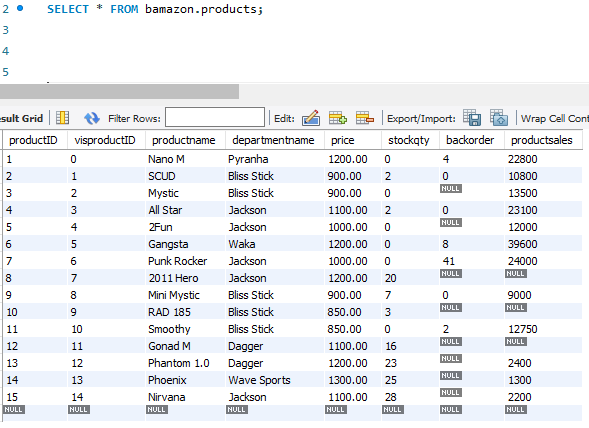 2 SELECT * FROM bamazon.products;
3
4
5
esult Grid Filter Rows: Edit: Export/Import: Wrap Cell Cont
productID visproductID productname departmentname price stockqty backorder productsales
1 0 Nano M Pyranha 1200.00 0 4 22800
2 1 SCUD Bliss Stick 900.00 2 0 10800
3 2 Mystic Bliss Stick 900.00 0 NULL 13500
4 3 All Star Jackson 1100.00 2 0 23100
5 4 2Fun Jackson 1000.00 0 NULL 12000
6 5 Gangsta Waka 1200.00 0 8 39600
7 6 Punk Rocker Jackson 1000.00 0 41 24000
8 7 2011 Hero Jackson 1200.00 20 NULL NULL
9 8 Mini Mystic Bliss Stick 900.00 7 0 9000
10 9 RAD 185 Bliss Stick 850.00 3 NULL NULL
11 10 Smoothy Bliss Stick 850.00 0 2 12750
12 11 Gonad M Dagger 1100.00 16 NULL NULL
13 12 Phantom 1.0 Dagger 1200.00 23 NULL 2400
14 13 Phoenix Wave Sports 1300.00 25 NULL 1300
15 14 Nirvana Jackson 1100.00 28 NULL 2200
NULL NULL NULL NULL NULL NULL NULL NULL